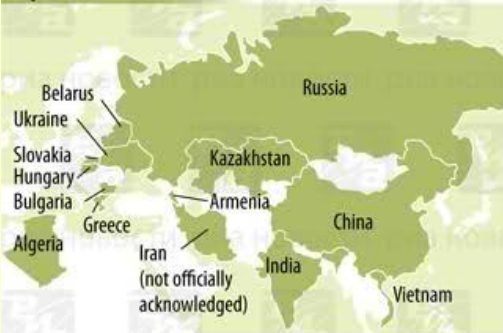 Russia
Belarus
Ukraine
Slovakia
Hungary
Bulgaria
Greece
Algeria
Kazakhstan
Armenia
Iran
(not officially
acknowledged)
China
India
Vietnam